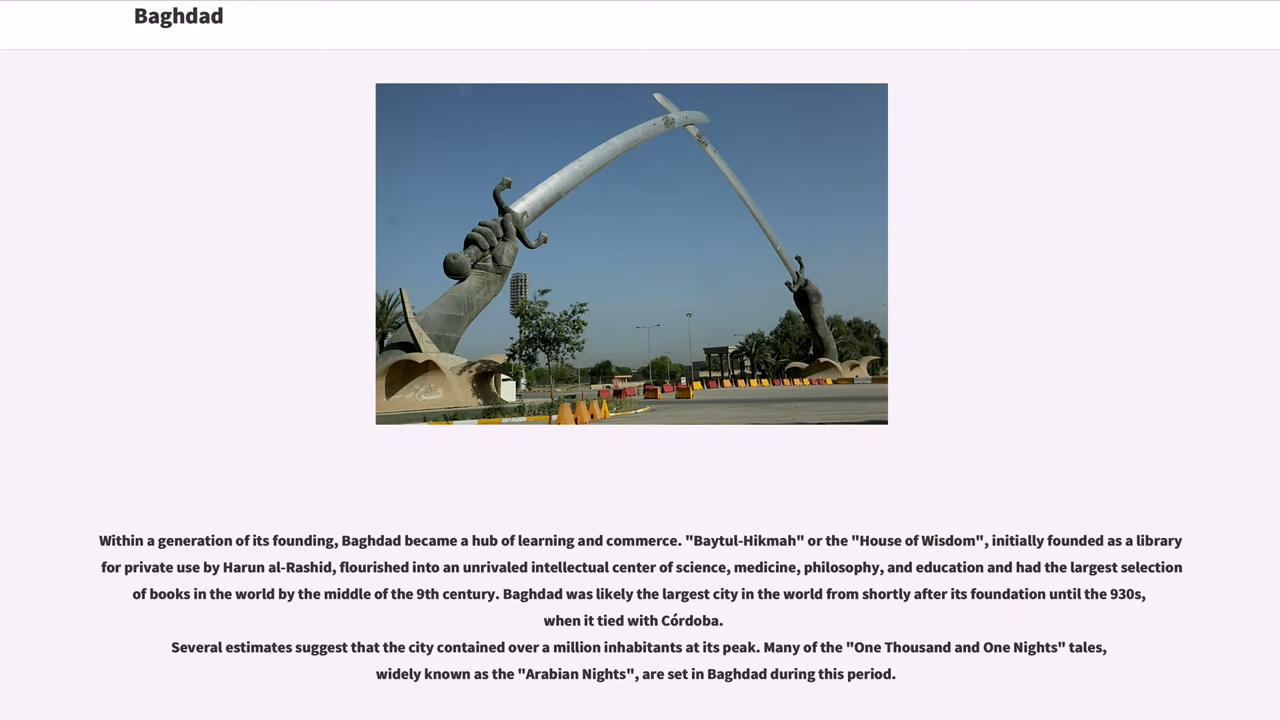 Baghdad
Within a generation of its founding, Baghdad became a hub of learning and commerce. "Baytul-Hikmah" or the "House of Wisdom", initially founded as a library
for private use by Harun al-Rashid, flourished into an unrivaled intellectual center of science, medicine, philosophy, and education and had the largest selection
of books in the world by the middle of the 9th century. Baghdad was likely the largest city in the world from shortly after its foundation until the 930s,
when it tied with Córdoba.
Several estimates suggest that the city contained over a million inhabitants at its peak. Many of the "One Thousand and One Nights" tales,
widely known as the "Arabian Nights", are set in Baghdad during this period.